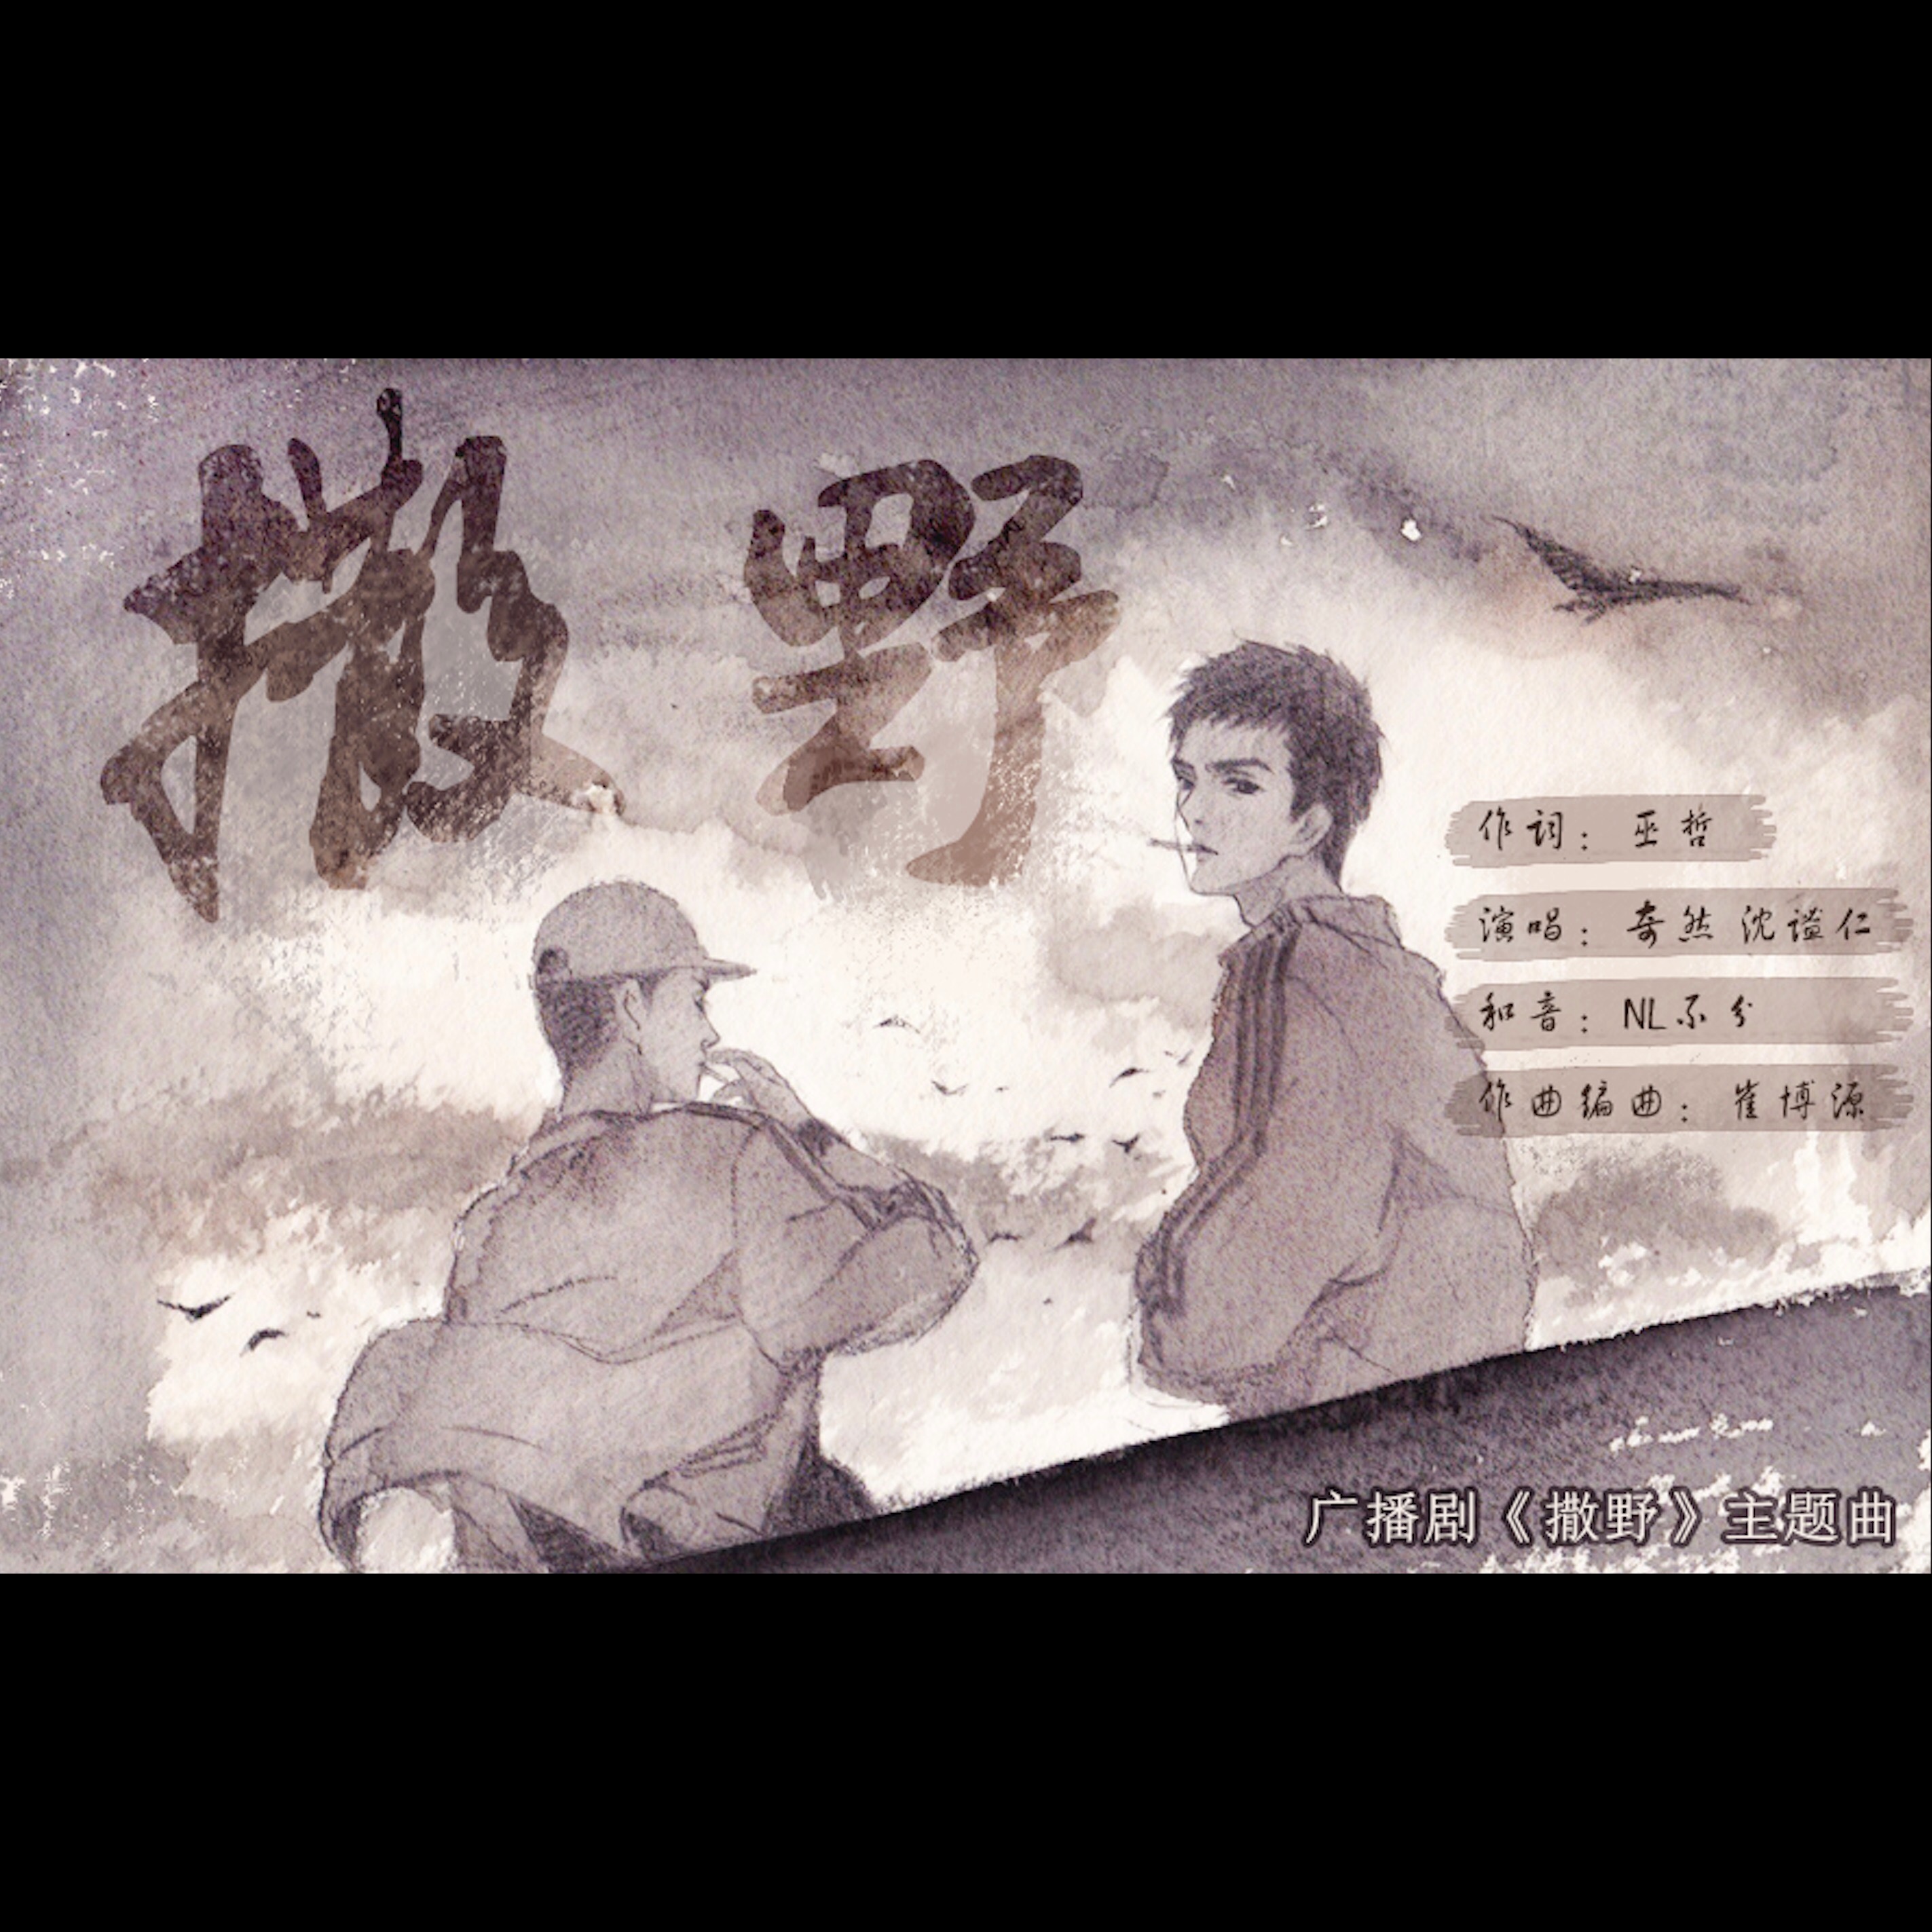 撒野
作词：巫哲
演唱：奇然 沈谧仁
和音：NL不分
作曲编曲：崔博源
广播剧《撒野》主题曲